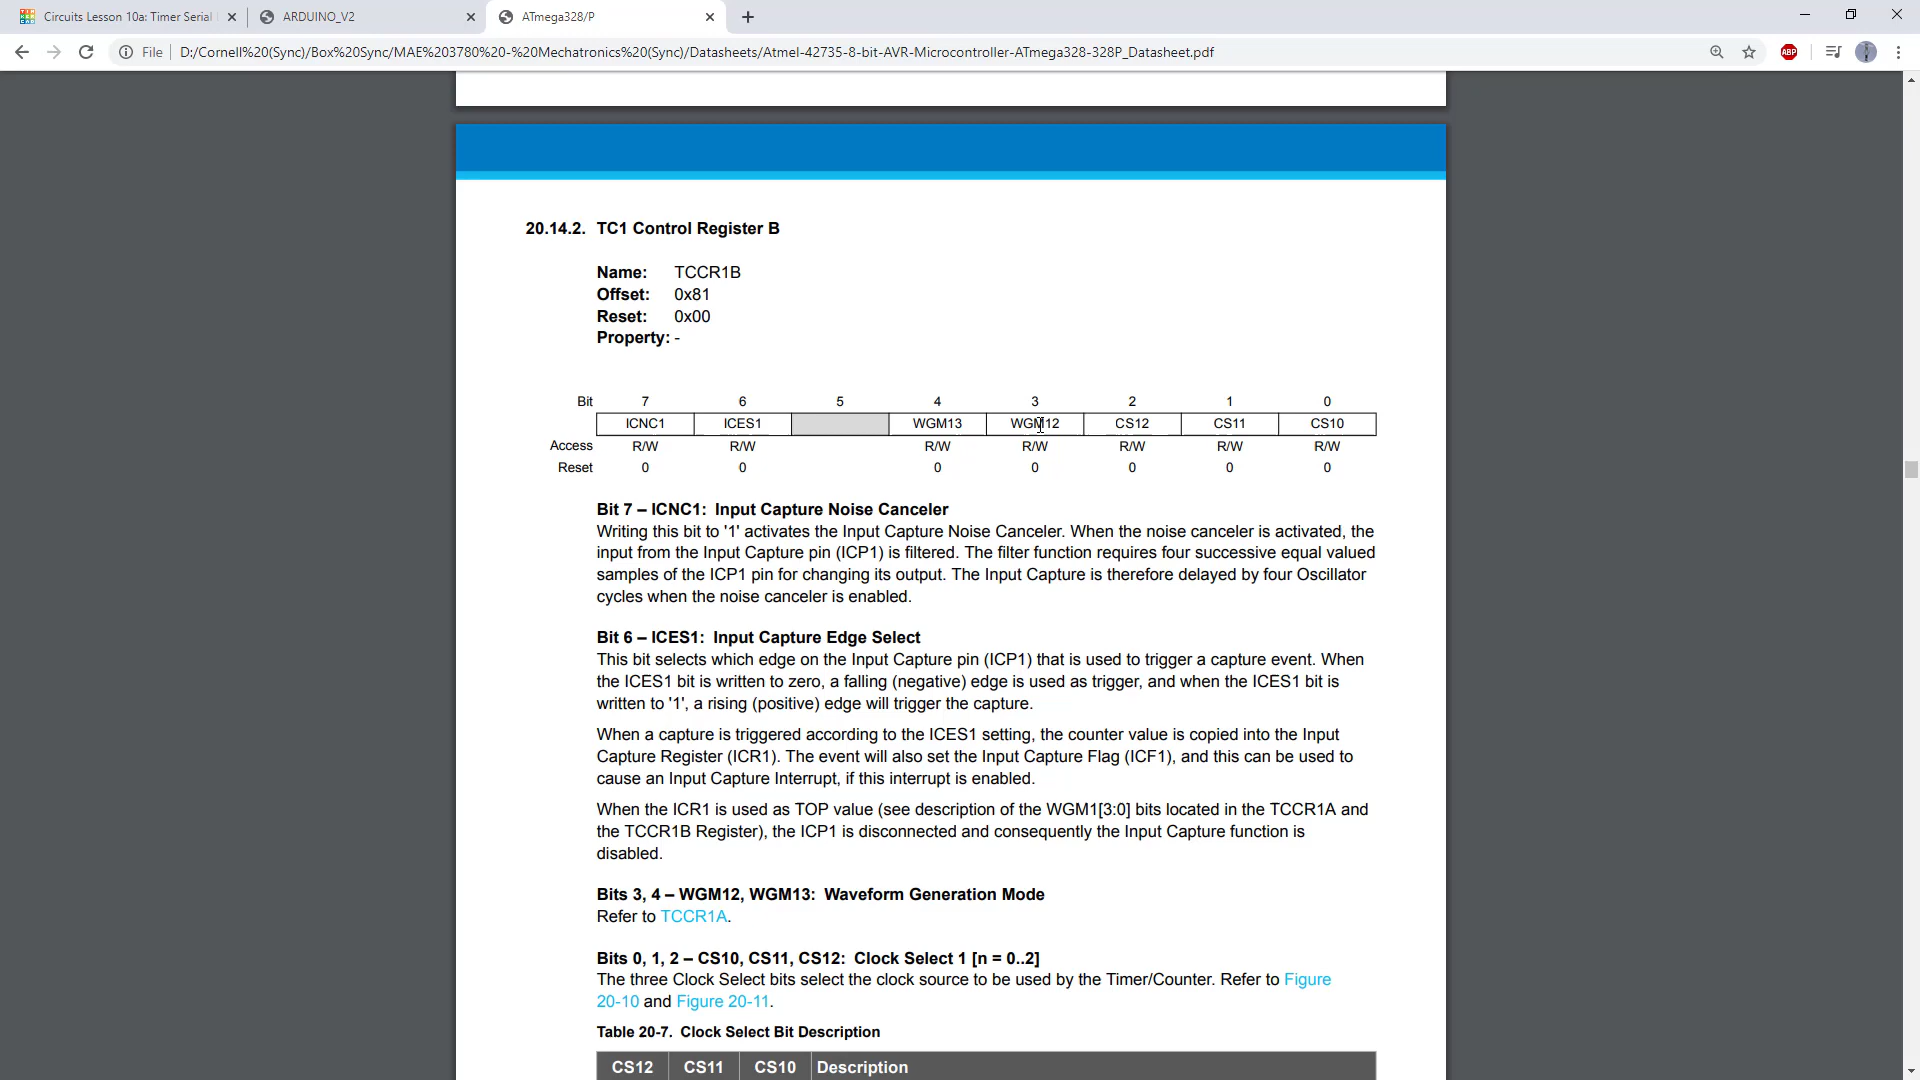 Circuits Lesson 10a: Timer Serial
ARDUINO_V2
ATmega328/P
File D:/Cornell%20(Sync)/Box%20Sync/MAE%203780%20-%20Mechatronics%20(Sync)/Datasheets/Atmel-42735-8-bit-AVR-Microcontroller-ATmega328-328P_Datasheet.pdf
ABP
20.14.2. TC1 Control Register B
Name: TCCR1B
Offset: 0x81
Reset: 0x00
Property: -
Bit 7 6 5 4 3 2 1 0
ICNC1 ICES1 WGM13 WGM12 CS12 CS11 CS10
Access R/W R/W R/W R/W R/W R/W R/W
Reset 0 0 0 0 0 0 0
Bit 7 – ICNC1: Input Capture Noise Canceler
Writing this bit to '1' activates the Input Capture Noise Canceler. When the noise canceler is activated, the
input from the Input Capture pin (ICP1) is filtered. The filter function requires four successive equal valued
samples of the ICP1 pin for changing its output. The Input Capture is therefore delayed by four Oscillator
cycles when the noise canceler is enabled.
Bit 6 – ICES1: Input Capture Edge Select
This bit selects which edge on the Input Capture pin (ICP1) that is used to trigger a capture event. When
the ICES1 bit is written to zero, a falling (negative) edge is used as trigger, and when the ICES1 bit is
written to '1', a rising (positive) edge will trigger the capture.
When a capture is triggered according to the ICES1 setting, the counter value is copied into the Input
Capture Register (ICR1). The event will also set the Input Capture Flag (ICF1), and this can be used to
cause an Input Capture Interrupt, if this interrupt is enabled.
When the ICR1 is used as TOP value (see description of the WGM1[3:0] bits located in the TCCR1A and
the TCCR1B Register), the ICP1 is disconnected and consequently the Input Capture function is
disabled.
Bits 3, 4 – WGM12, WGM13: Waveform Generation Mode
Refer to TCCR1A.
Bits 0, 1, 2 – CS10, CS11, CS12: Clock Select 1 [n = 0..2]
The three Clock Select bits select the clock source to be used by the Timer/Counter. Refer to Figure
20-10 and Figure 20-11.
Table 20-7. Clock Select Bit Description
CS12 CS11 CS10 Description